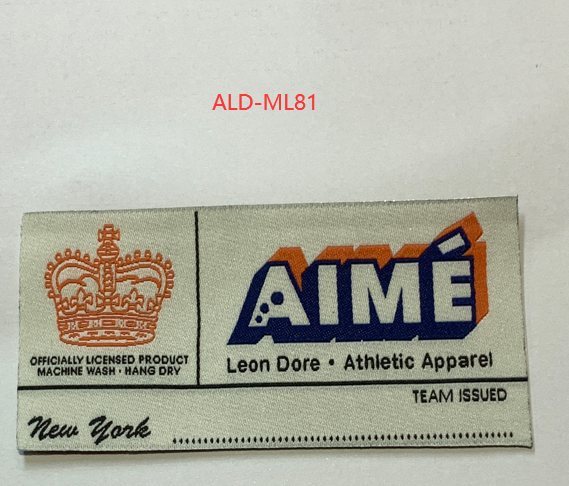 ALD-ML81
OFFICIALLY LICENSED PRODUCT
MACHINE WASH · HANG DRY
AIMÉ
Leon Dore • Athletic Apparel
TEAM ISSUED
New York